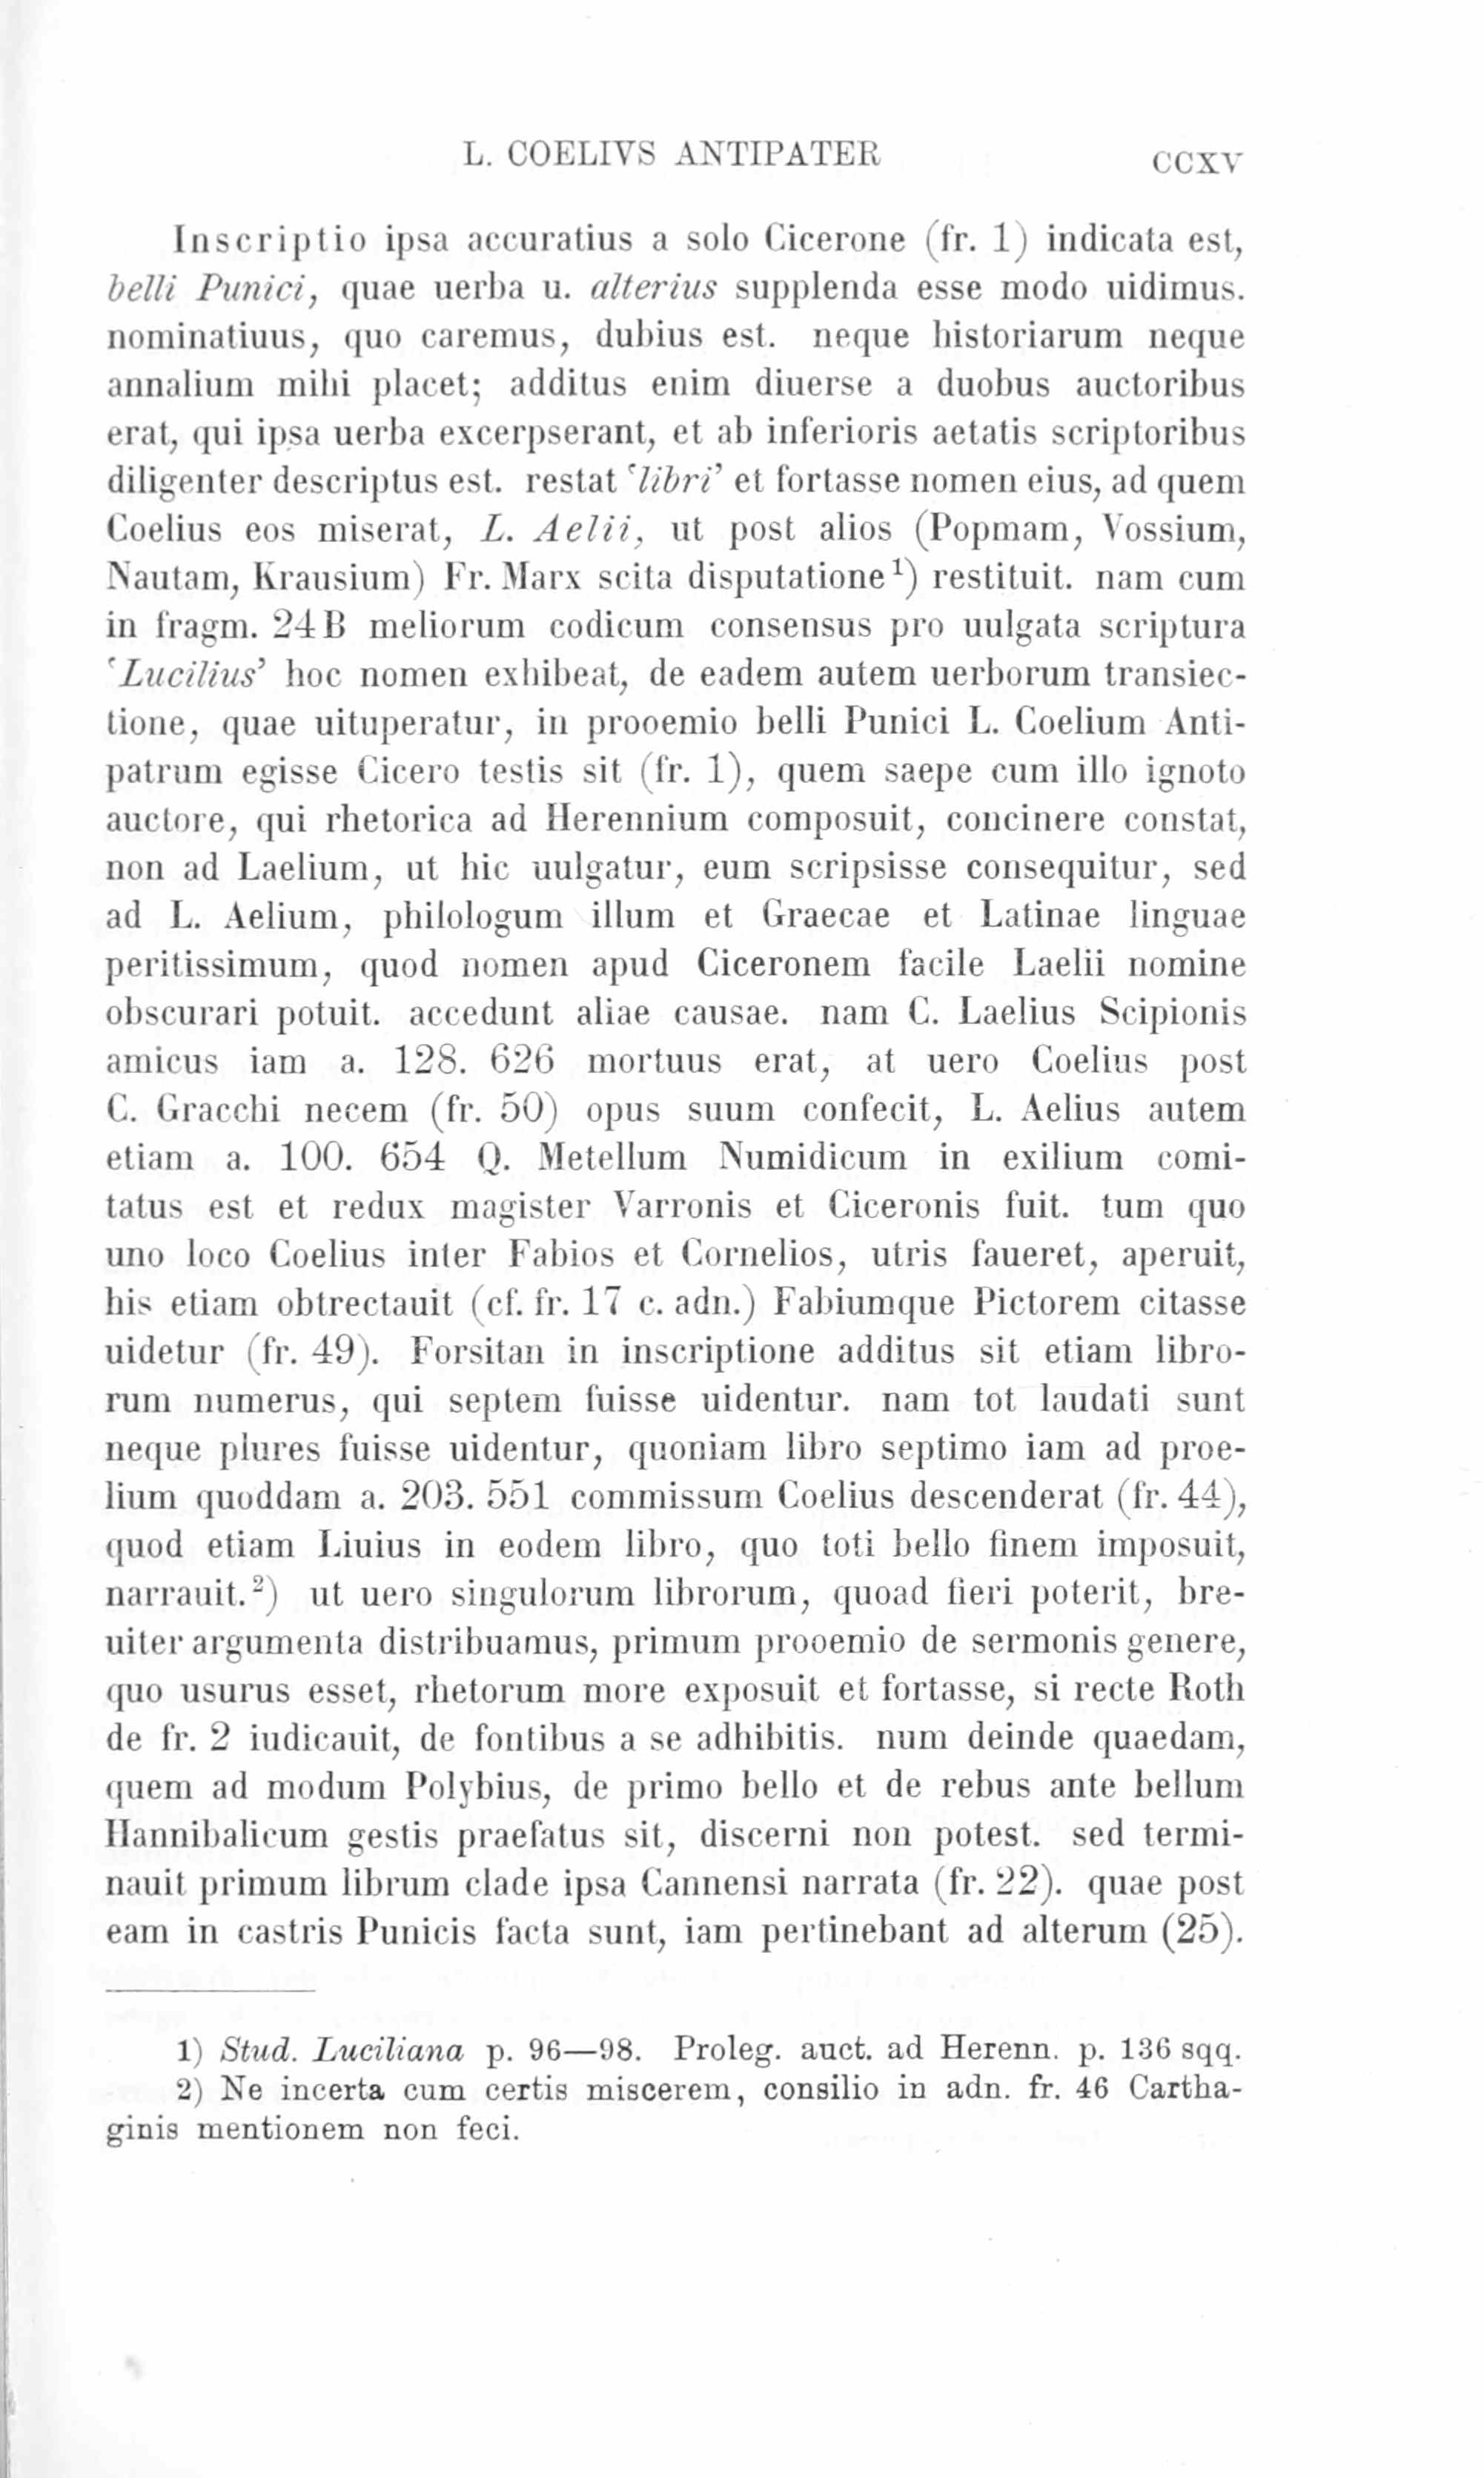 L. COELIVS ANTIPATER CCXV
Inscriptio ipsa accuratius a solo Cicerone (fr. 1) indicata est,
belli Punici, quae uerba u. alterius supplenda esse modo uidimus.
nominatiuus, quo caremus, dubius est. neque historiarum neque
annalium mihi placet; additus enim diuerse a duobus auctoribus
erat, qui ipsa uerba excerpserant, et ab inferioris aetatis scriptoribus
diligenter descriptus est. restat ‘libri’ et fortasse nomen eius, ad quem
Coelius eos miserat, L. Aelii, ut post alios (Popmam, Vossium,
Nautam, Krausium) Fr. Marx scita disputatione¹) restituit. nam cum
in fragm. 24 B meliorum codicum consensus pro uulgata scriptura
‘Lucilius’ hoc nomen exhibeat, de eadem autem uerborum transiec-
tione, quae uituperatur, in prooemio belli Punici L. Coelium Anti-
patrum egisse Cicero testis sit (fr. 1), quem saepe cum illo ignoto
auctore, qui rhetorica ad Herennium composuit, concinere constat,
non ad Laelium, ut hic uulgatur, eum scripsisse consequitur, sed
ad L. Aelium, philologum illum et Graecae et Latinae linguae
peritissimum, quod nomen apud Ciceronem facile Laelii nomine
obscurari potuit. accedunt aliae causae. nam C. Laelius Scipionis
amicus iam a. 128. 626 mortuus erat, at uero Coelius post
C. Gracchi necem (fr. 50) opus suum confecit, L. Aelius autem
etiam a. 100. 654 Q. Metellum Numidicum in exilium comi-
tatus est et redux magister Varronis et Ciceronis fuit. tum quo
uno loco Coelius inter Fabios et Cornelios, utris faueret, aperuit,
his etiam obtrectauit (cf. fr. 17 c. adn.) Fabiumque Pictorem citasse
uidetur (fr. 49). Forsitan in inscriptione additus sit etiam libro-
rum numerus, qui septem fuisse uidentur. nam tot laudati sunt
neque plures fuisse uidentur, quoniam libro septimo iam ad proe-
lium quoddam a. 203. 551 commissum Coelius descenderat (fr. 44),
quod etiam Liuius in eodem libro, quo toti bello finem imposuit,
narrauit.²) ut uero singulorum librorum, quoad fieri poterit, bre-
uiter argumenta distribuamus, primum prooemio de sermonis genere,
quo usurus esset, rhetorum more exposuit et fortasse, si recte Roth
de fr. 2 iudicauit, de fontibus a se adhibitis. num deinde quaedam,
quem ad modum Polybius, de primo bello et de rebus ante bellum
Hannibalicum gestis praefatus sit, discerni non potest. sed termi-
nauit primum librum clade ipsa Cannensi narrata (fr. 22). quae post
eam in castris Punicis facta sunt, iam pertinebant ad alterum (25).
1) Stud. Luciliana p. 96—98. Proleg. auct. ad Herenn. p. 136 sqq.
2) Ne incerta cum certis miscerem, consilio in adn. fr. 46 Cartha-
ginis mentionem non feci.